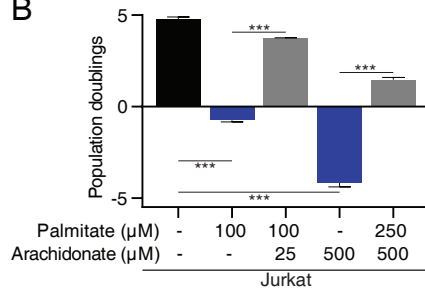 B
Population doublings
5
0
-5
***
***
***
***
Palmitate (µM) - 100 100 - 250
Arachidonate (µM) - - 25 500 500
Jurkat